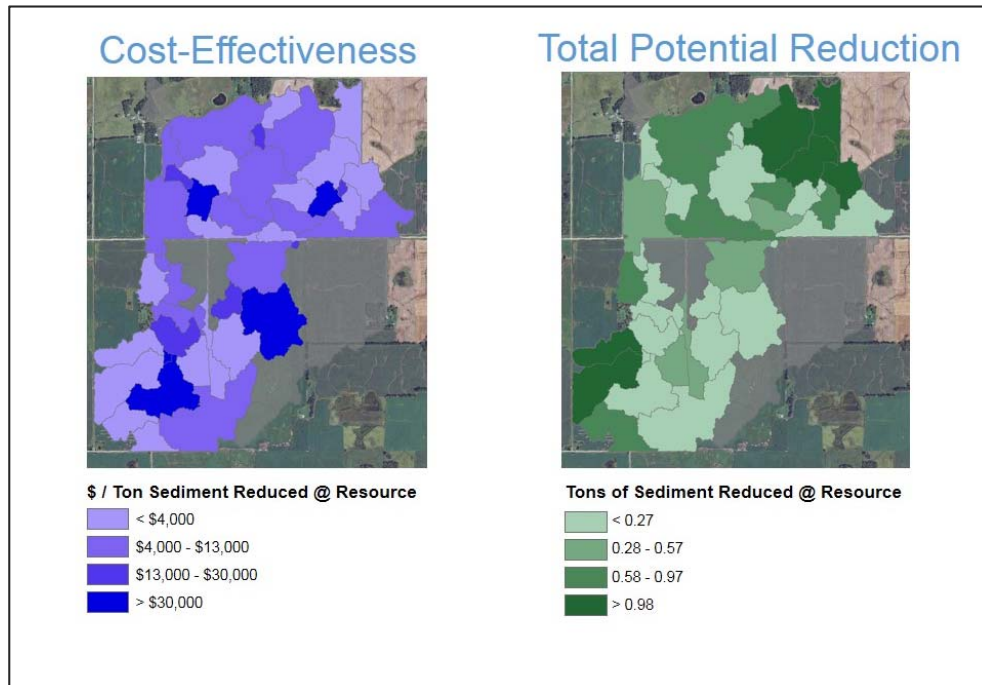 Cost-Effectiveness
Total Potential Reduction
$ / Ton Sediment Reduced @ Resource
< $4,000
$4,000 - $13,000
$13,000 - $30,000
> $30,000
Tons of Sediment Reduced @ Resource
< 0.27
0.28 - 0.57
0.58 - 0.97
> 0.98